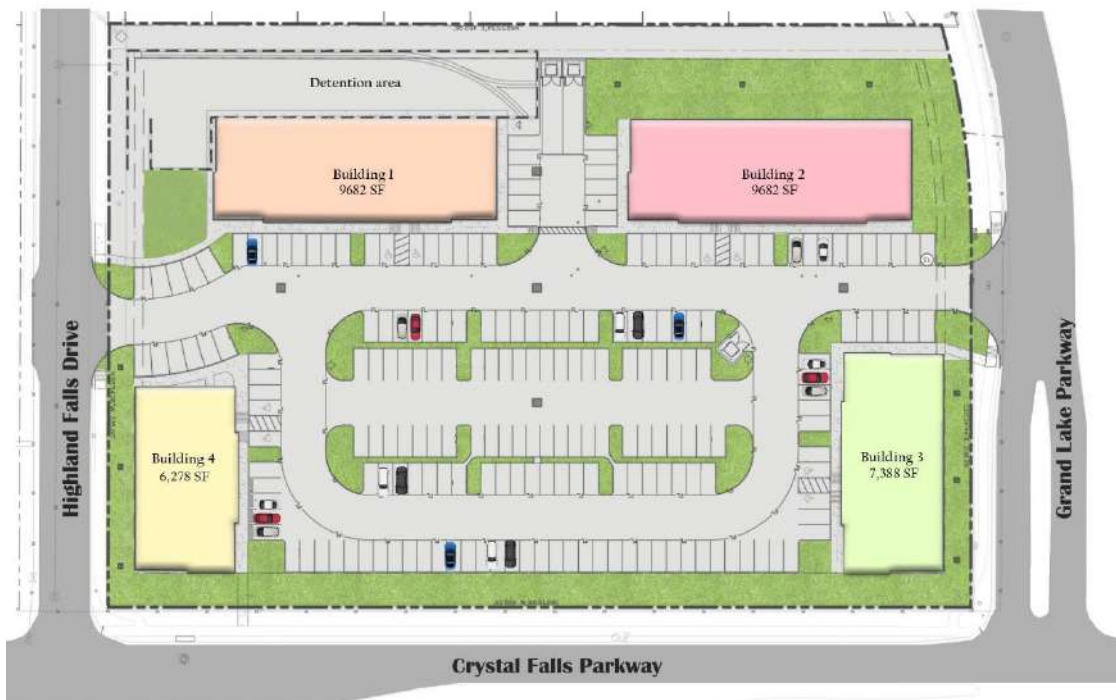 Detention area
Building 1
9682 SF
Building 2
9682 SF
Highland Falls Drive
Building 4
6,278 SF
Building 3
7,388 SF
Grand Lake Parkway
Crystal Falls Parkway